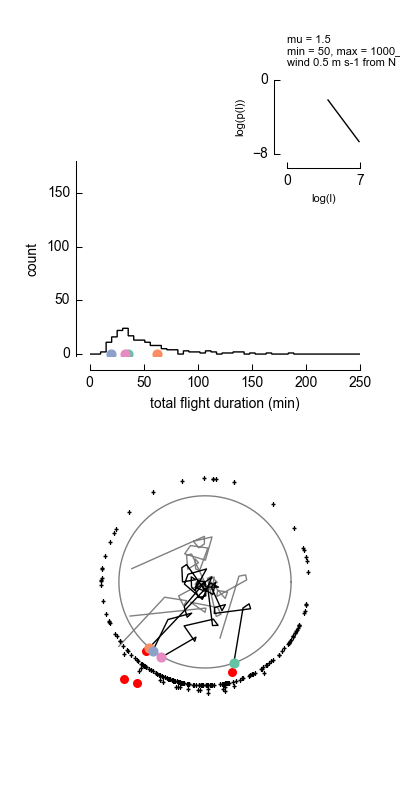 mu = 1.5
min = 50, max = 1000_
wind 0.5 m s-1 from N
0
log(p(l))
−8
0
7
log(l)
150
count
100
50
0
0
50
100
150
200
250
total flight duration (min)